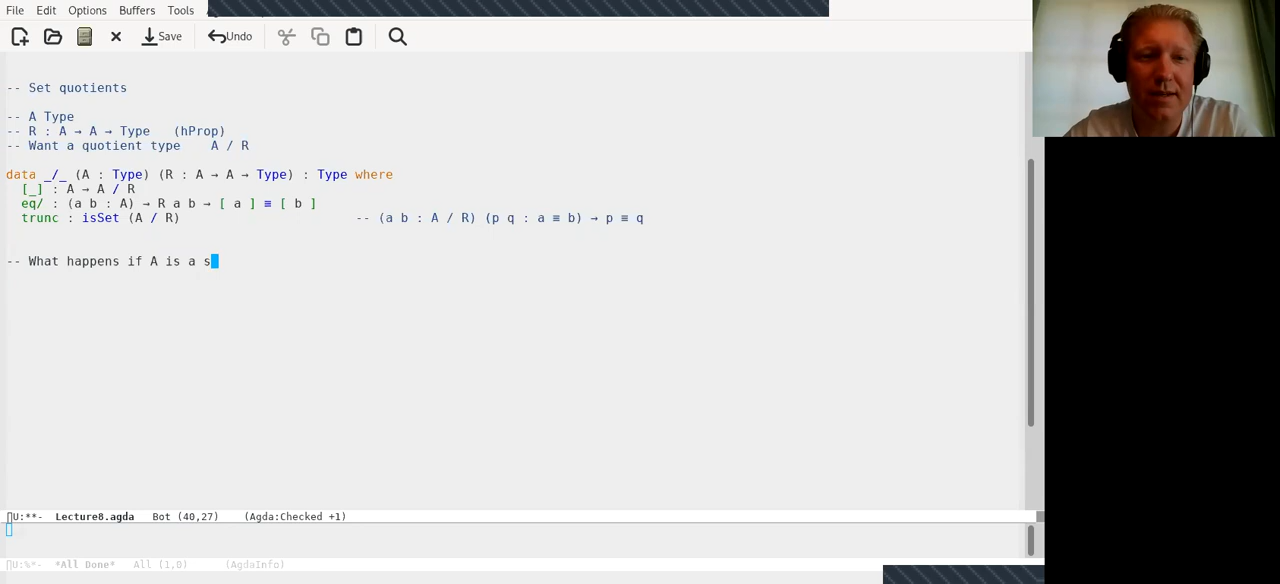 File Edit Options Buffers Tools
Save Undo
-- Set quotients
-- A Type
-- R : A → A → Type (hProp)
-- Want a quotient type A / R
data _/_ (A : Type) (R : A → A → Type) : Type where
[_] : A → A / R
eq/ : (a b : A) → R a b → [ a ] ≡ [ b ]
trunc : isSet (A / R) -- (a b : A / R) (p q : a ≡ b) → p ≡ q
-- What happens if A is a s
U:**- Lecture8.agda Bot (40,27) (Agda:Checked +1)
U:%*- *All Done* All (1,0) (AgdaInfo)